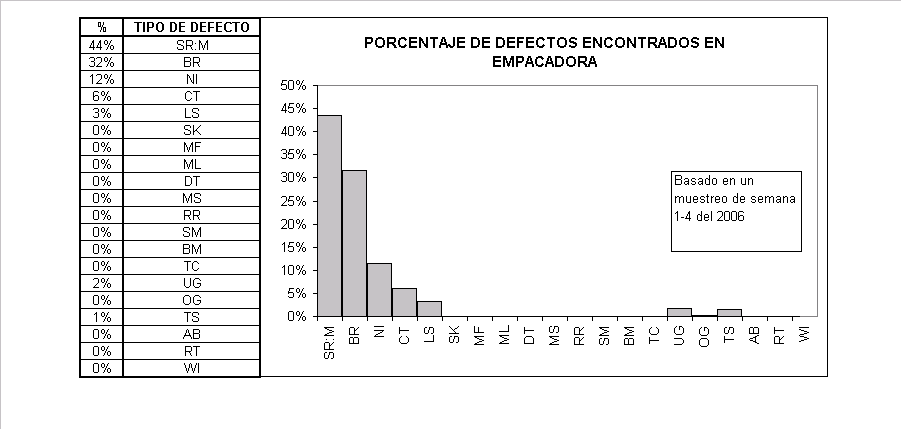 % TIPO DE DEFECTO
44% SR:M
32% BR
12% NI
6% CT
3% LS
0% SK
0% MF
0% ML
0% DT
0% MS
0% RR
0% SM
0% BM
0% TC
2% UG
0% OG
1% TS
0% AB
0% RT
0% WI
PORCENTAJE DE DEFECTOS ENCONTRADOS EN
EMPACADORA
50%
45%
40%
35%
30%
25%
20%
15%
10%
5%
0%
Basado en un
muestreo de semana
1-4 del 2006
SR:M BR NI CT LS SK MF ML DT MS RR SM BM TC UG OG TS AB RT WI